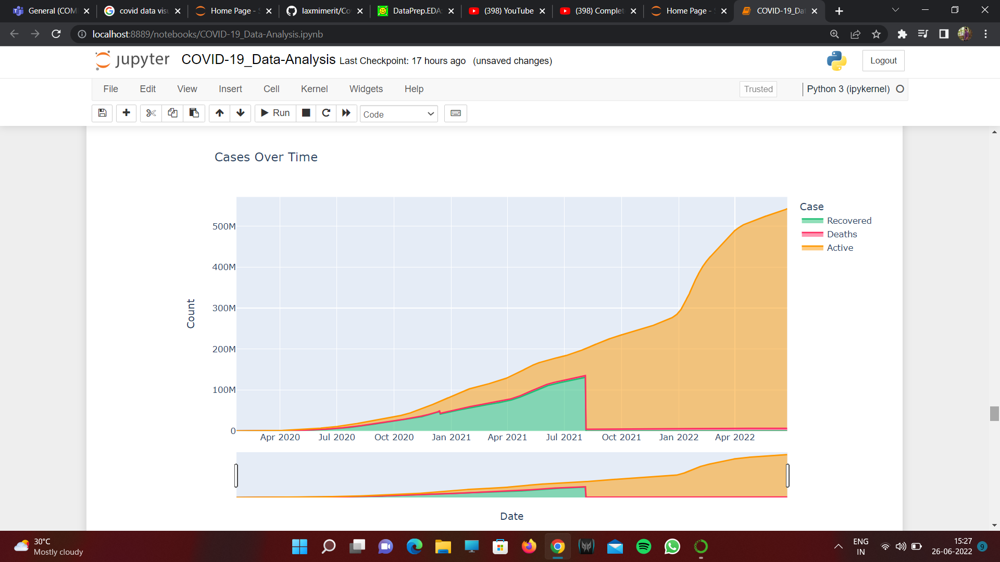 General (COM
covid data visu
Home Page - S
laxmimerit/Co
DataPrep.EDA:
(398) YouTube
(398) Complet
Home Page -
COVID-19_Dat
localhost:8889/notebooks/COVID-19_Data-Analysis.ipynb
jupyter COVID-19_Data-Analysis Last Checkpoint: 17 hours ago (unsaved changes)
Logout
File Edit View Insert Cell Kernel Widgets Help
Trusted
Python 3 (ipykernel)
Run
Code
Cases Over Time
Case
Recovered
Deaths
Active
500M
400M
300M
200M
100M
0
Count
Apr 2020 Jul 2020 Oct 2020 Jan 2021 Apr 2021 Jul 2021 Oct 2021 Jan 2022 Apr 2022
Date
30°C
Mostly cloudy
ENG
IN
15:27
26-06-2022
9